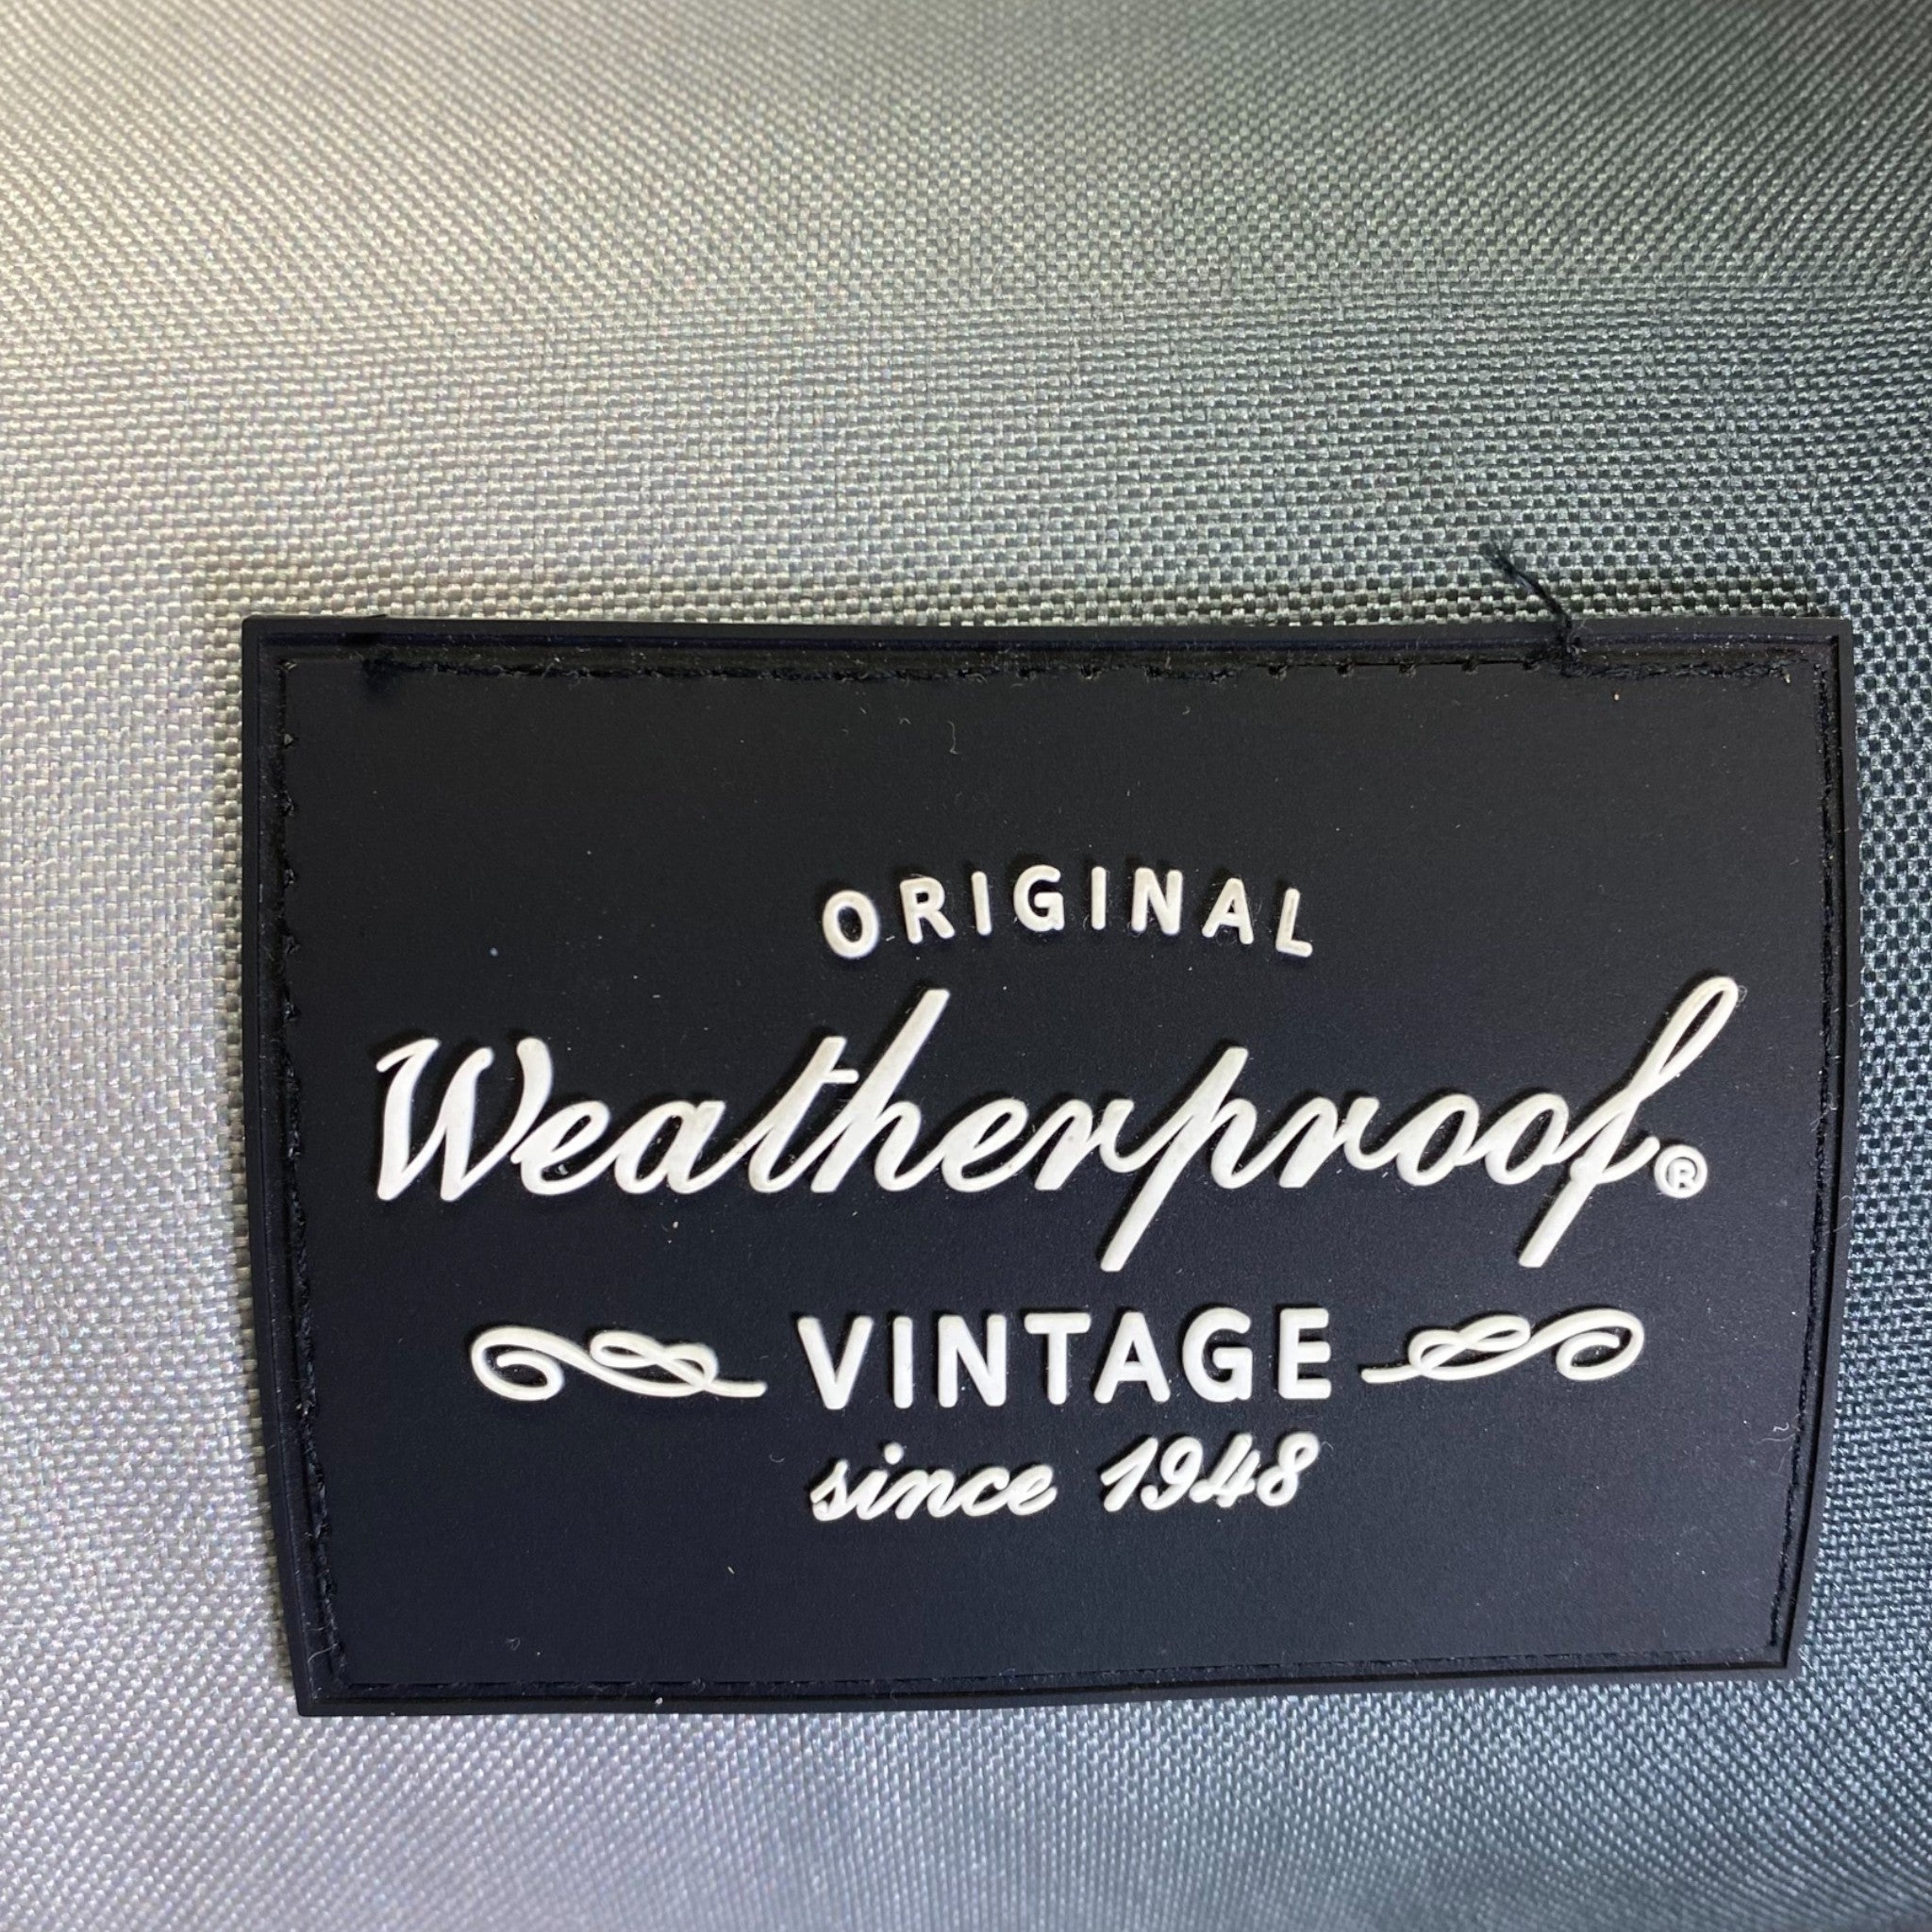 ORIGINAL
Weatherproof®
VINTAGE
since 1948